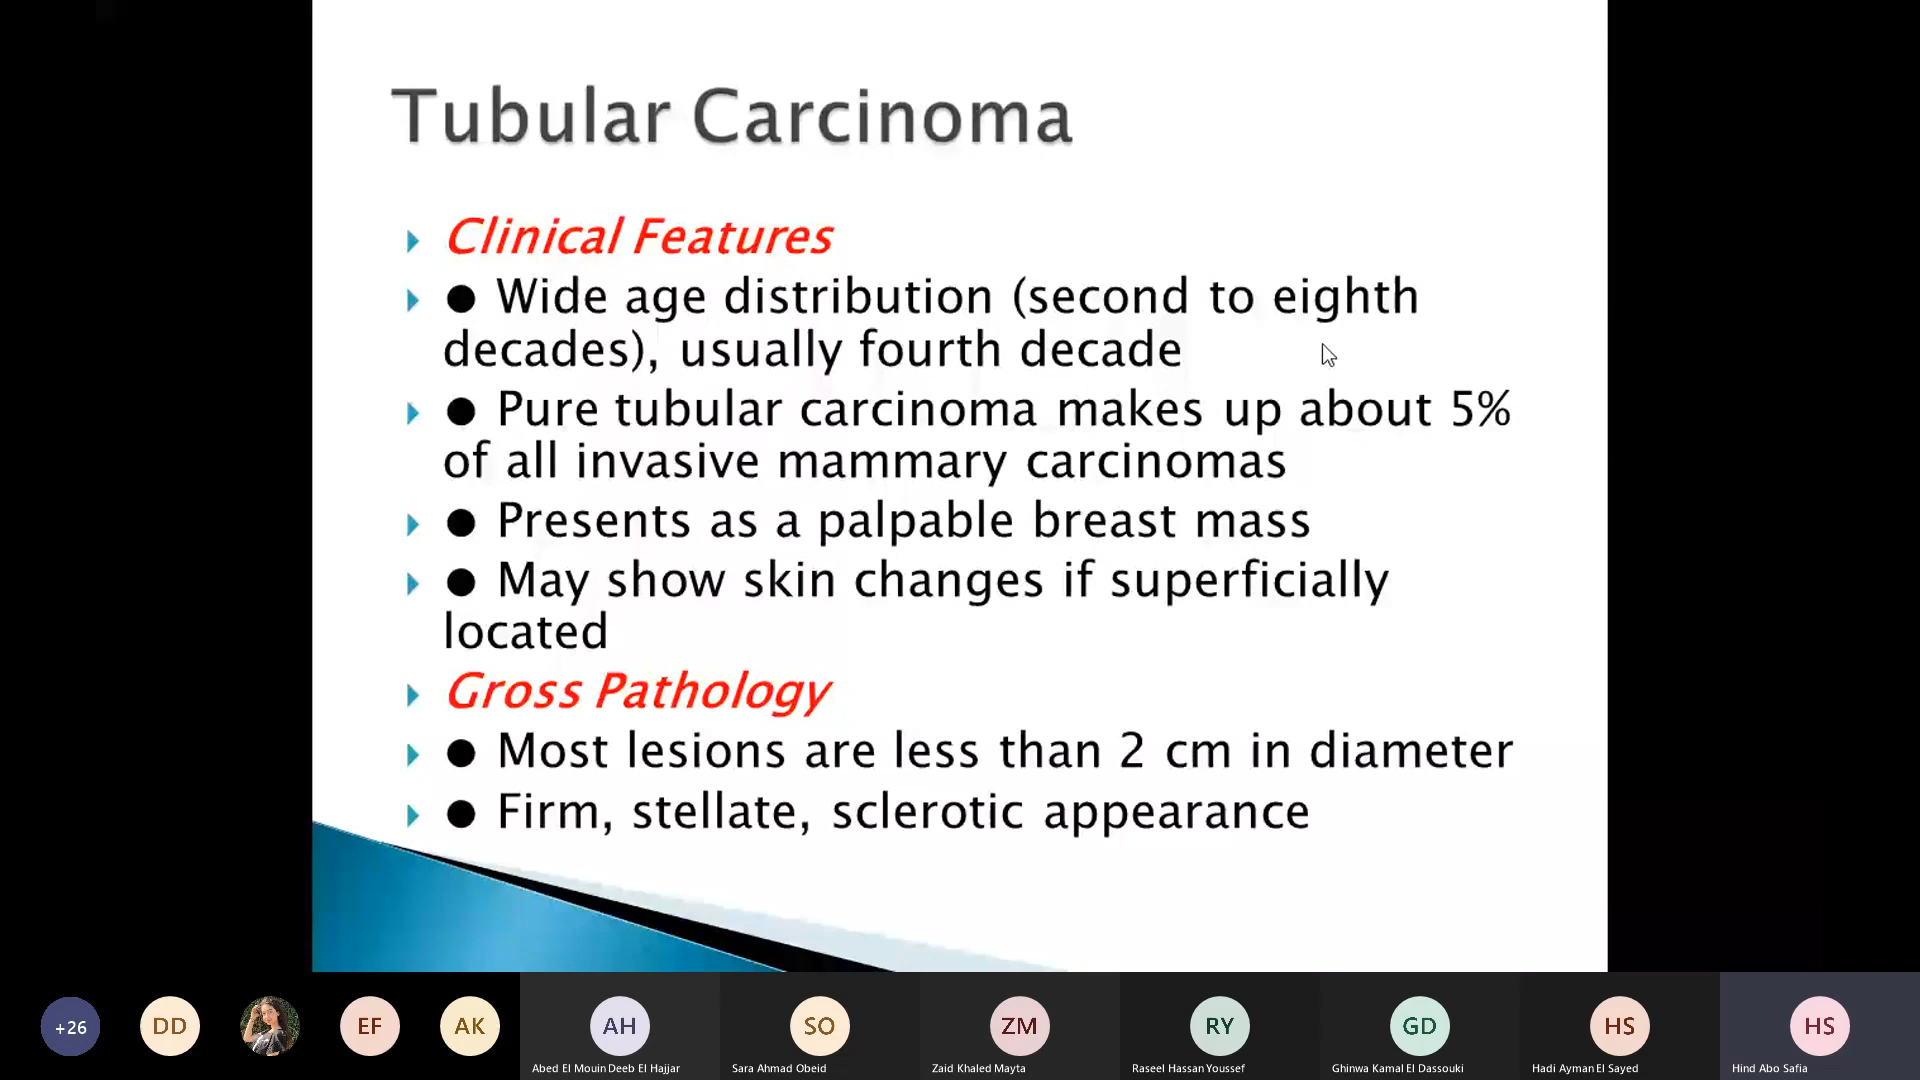 Tubular Carcinoma
Clinical Features
● Wide age distribution (second to eighth
decades), usually fourth decade
● Pure tubular carcinoma makes up about 5%
of all invasive mammary carcinomas
● Presents as a palpable breast mass
● May show skin changes if superficially
located
Gross Pathology
● Most lesions are less than 2 cm in diameter
● Firm, stellate, sclerotic appearance
+26
DD
EF
AK
AH
SO
ZM
RY
GD
HS
HS
Abed El Mouin Deeb El Hajjar
Sara Ahmad Obeid
Zaid Khaled Mayta
Raseel Hassan Youssef
Ghinwa Kamal El Dassouki
Hadi Ayman El Sayed
Hind Abo Safia